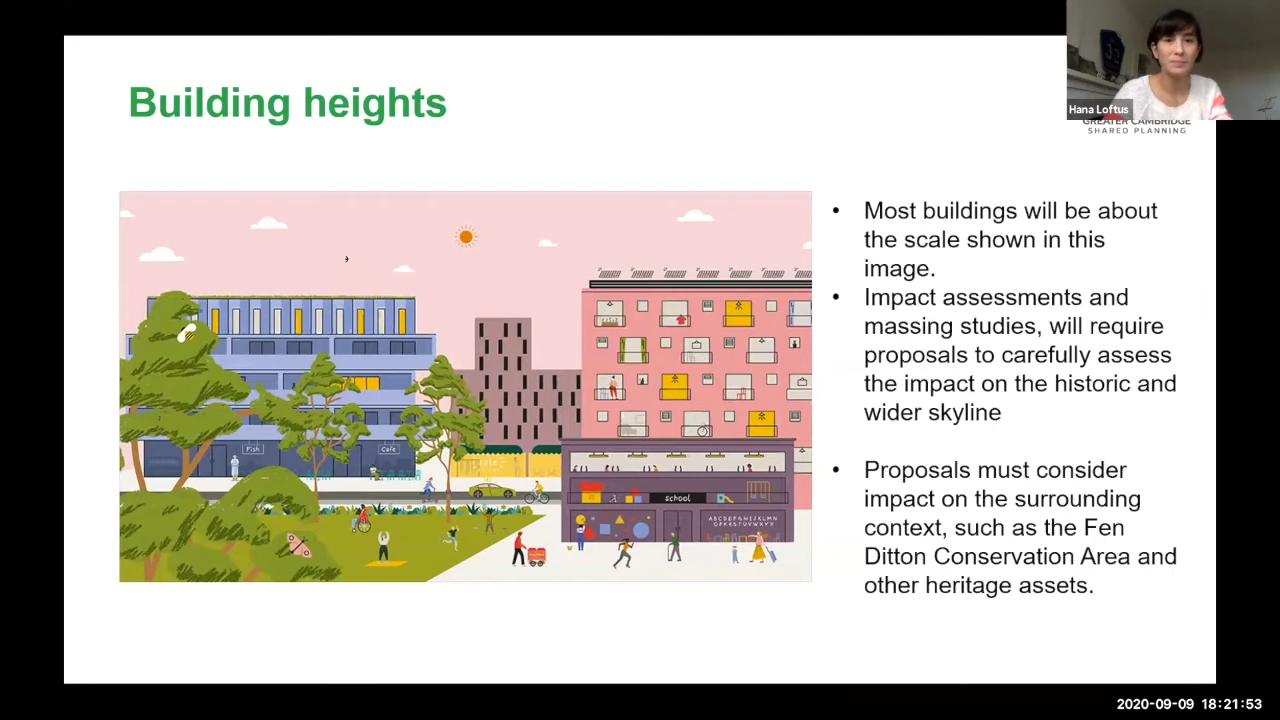 Building heights
Hana Loftus
GREATER CAMBRIDGE
SHARED PLANNING
• Most buildings will be about
the scale shown in this
image.
• Impact assessments and
massing studies, will require
proposals to carefully assess
the impact on the historic and
wider skyline
• Proposals must consider
impact on the surrounding
context, such as the Fen
Ditton Conservation Area and
other heritage assets.
Fish
Cafe
school
ABCDEFGHIJKLMN
OPQRSTUVWXYZ
2020-09-09 18:21:53